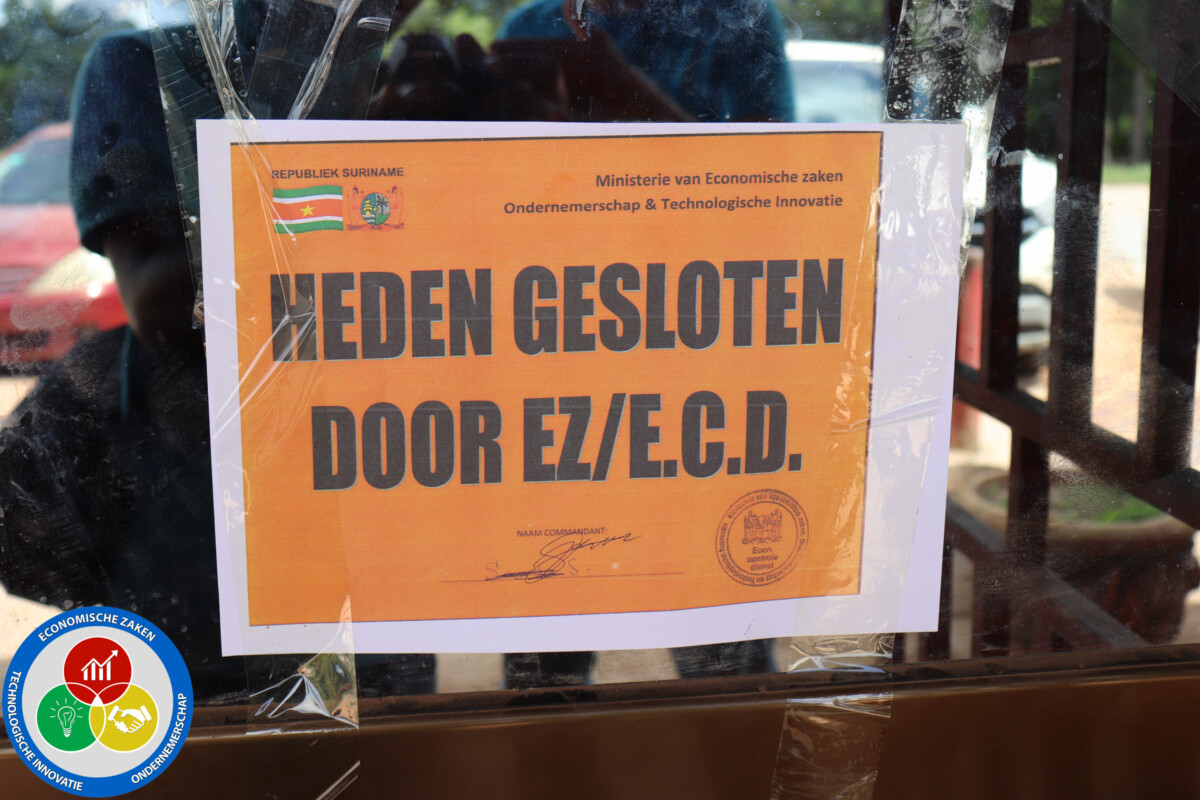 REPUBLIEK SURINAME
Ministerie van Economische zaken
Ondernemerschap & Technologische Innovatie
HEDEN GESLOTEN
DOOR EZ/E.C.D.
NAAM COMMANDANT:
Econ.
controle
dienst
ECONOMISCHE ZAKEN
TECHNOLOGISCHE INNOVATIE
ONDERNEMERSCHAP